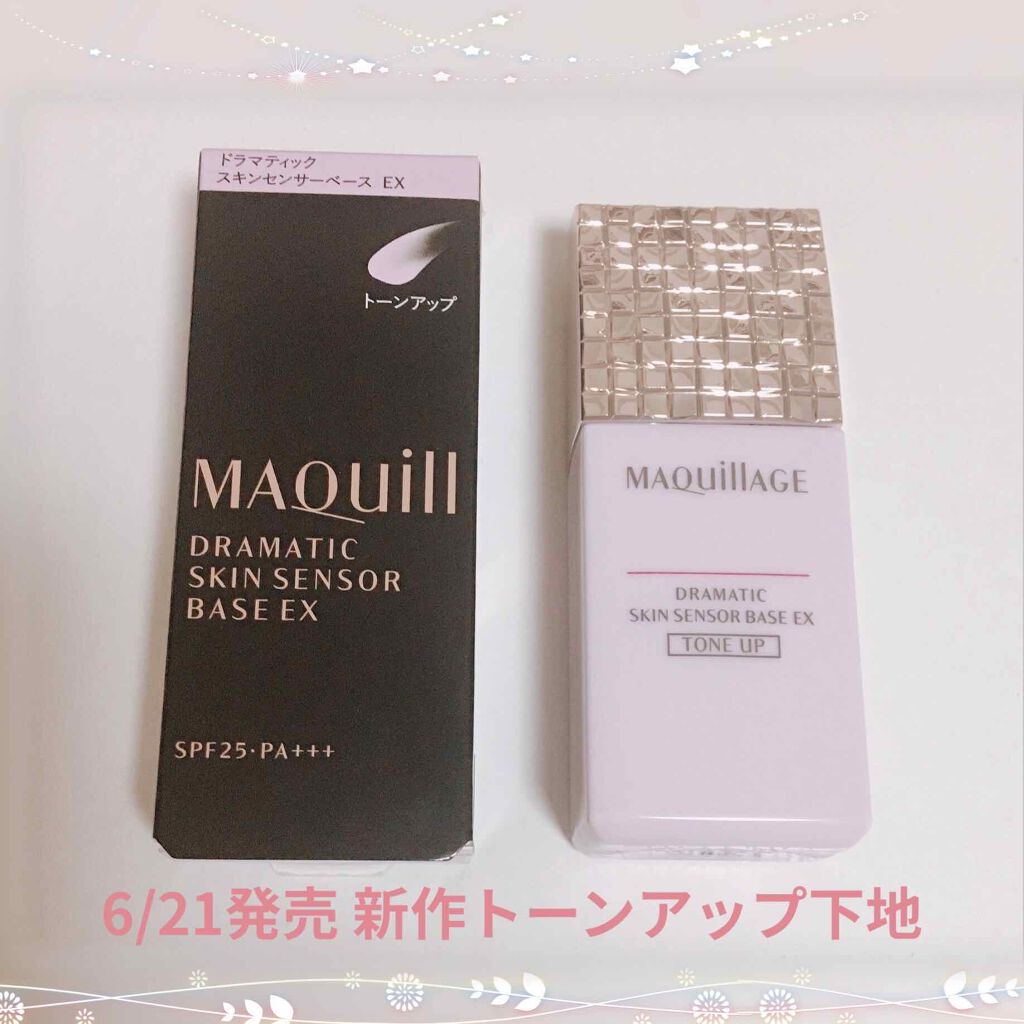 ドラマティック
スキンセンサーベース EX
トーンアップ
MAQuill
DRAMATIC
SKIN SENSOR
BASE EX
SPF25·PA+++
MAQuillAGE
DRAMATIC
SKIN SENSOR BASE EX
TONE UP
6/21発売 新作トーンアップ下地